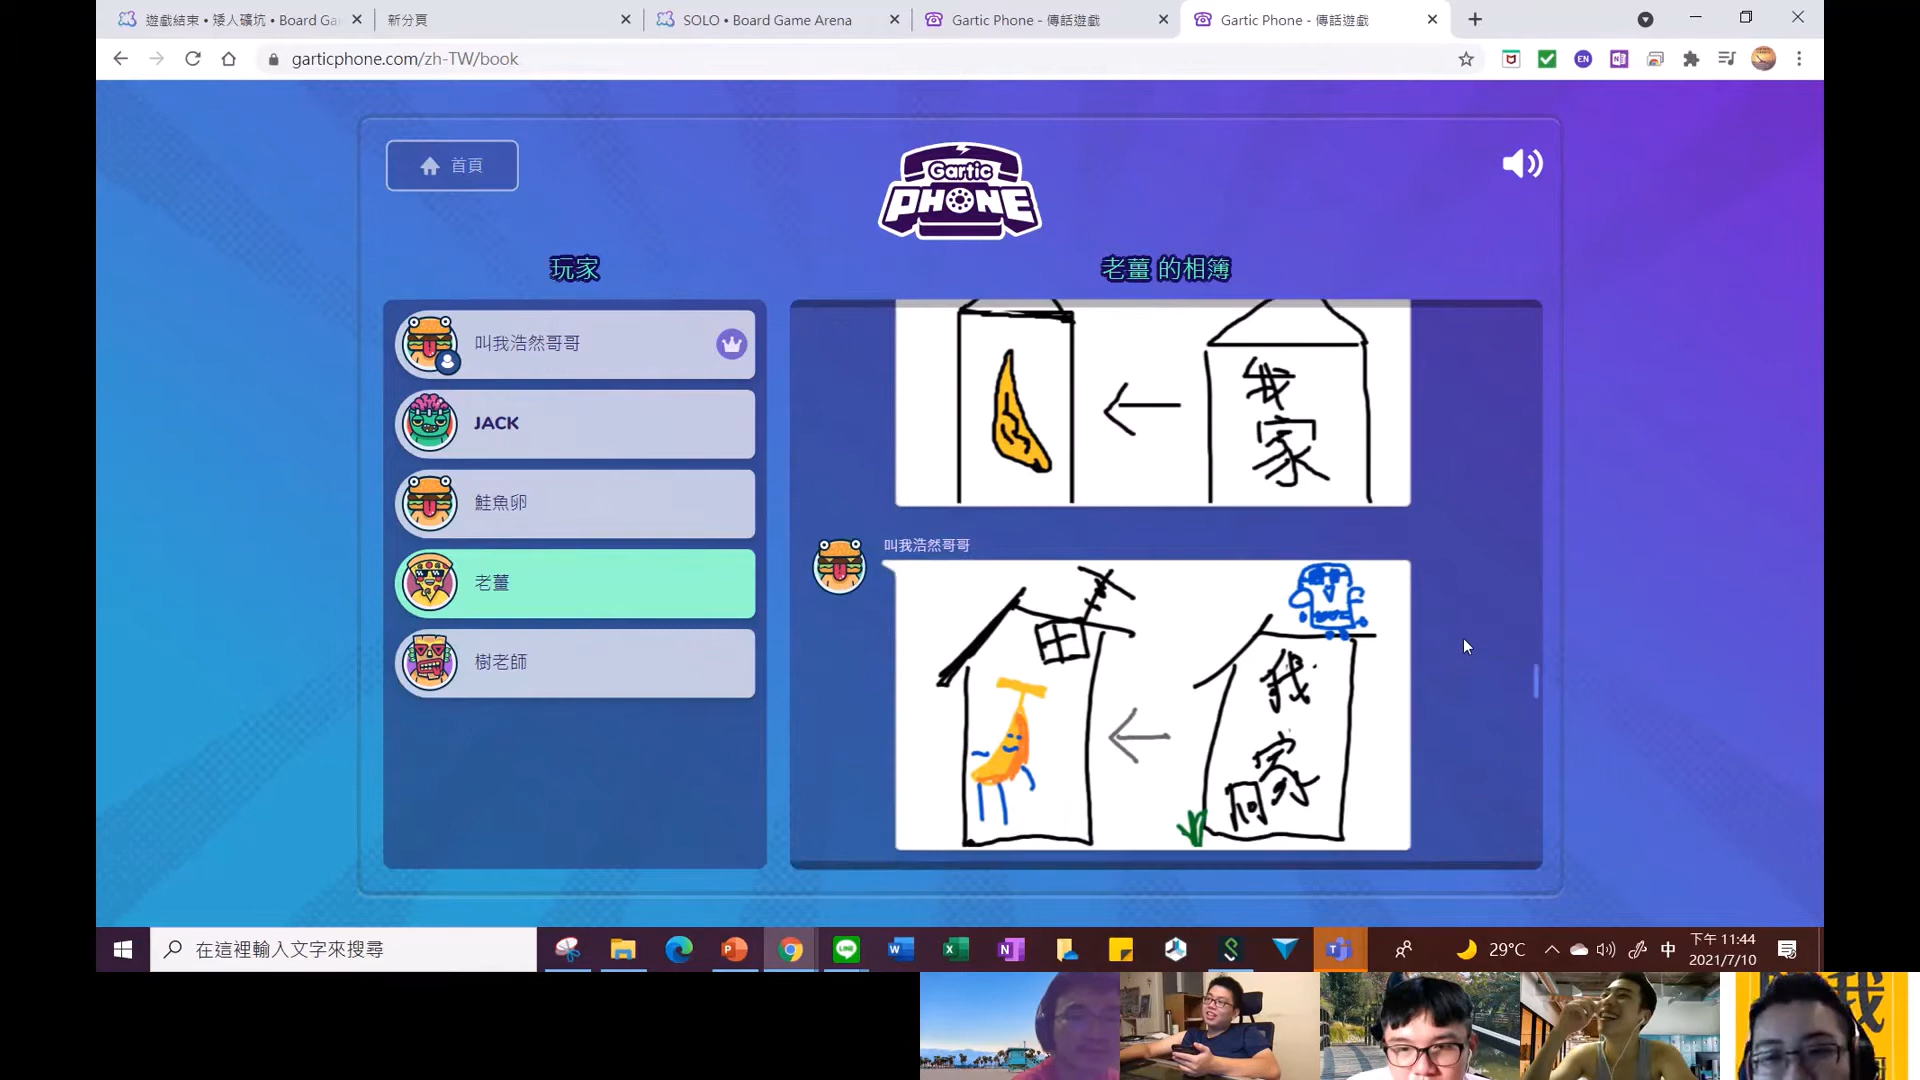 遊戲結束 • 矮人礦坑 • Board Ga
新分頁
SOLO • Board Game Arena
Gartic Phone - 傳話遊戲
Gartic Phone - 傳話遊戲
garticphone.com/zh-TW/book
EN
首頁
Gartic
PHONE
玩家
老薑 的相簿
叫我浩然哥哥
JACK
鮭魚卵
老薑
樹老師
我
家
叫我浩然哥哥
我
家
在這裡輸入文字來搜尋
29°C
中
下午 11:44
2021/7/10
我